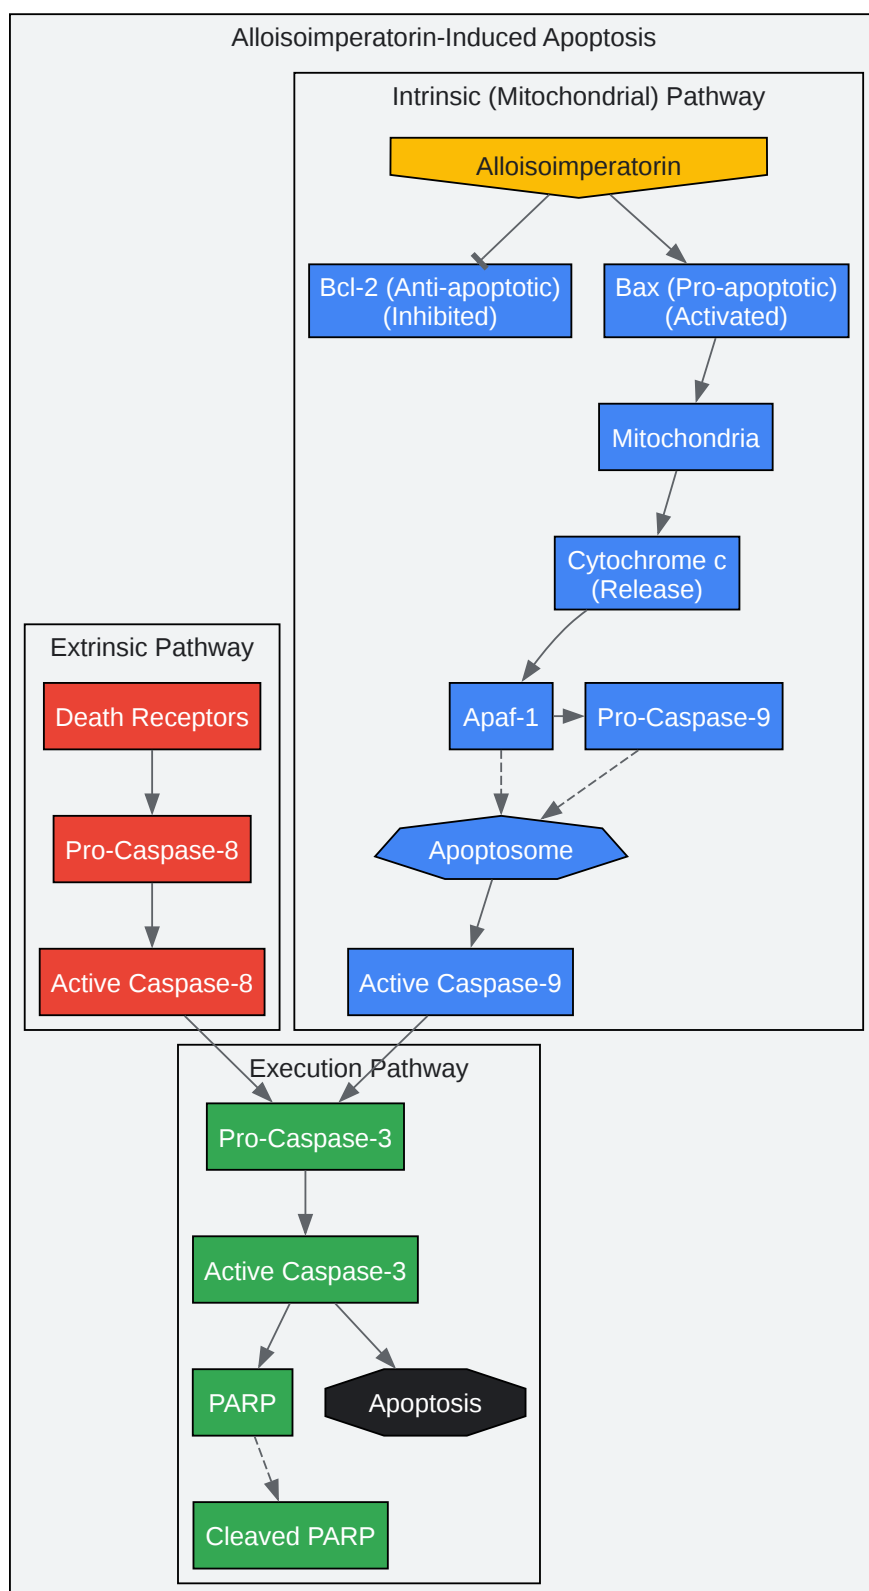 Alloisoimperatorin-Induced Apoptosis
Intrinsic (Mitochondrial) Pathway
Alloisoimperatorin
Bcl-2 (Anti-apoptotic)
(Inhibited)
Bax (Pro-apoptotic)
(Activated)
Mitochondria
Cytochrome c
(Release)
Extrinsic Pathway
Death Receptors
Apaf-1
Pro-Caspase-9
Pro-Caspase-8
Apoptosome
Active Caspase-8
Active Caspase-9
Execution Pathway
Pro-Caspase-3
Active Caspase-3
PARP
Apoptosis
Cleaved PARP